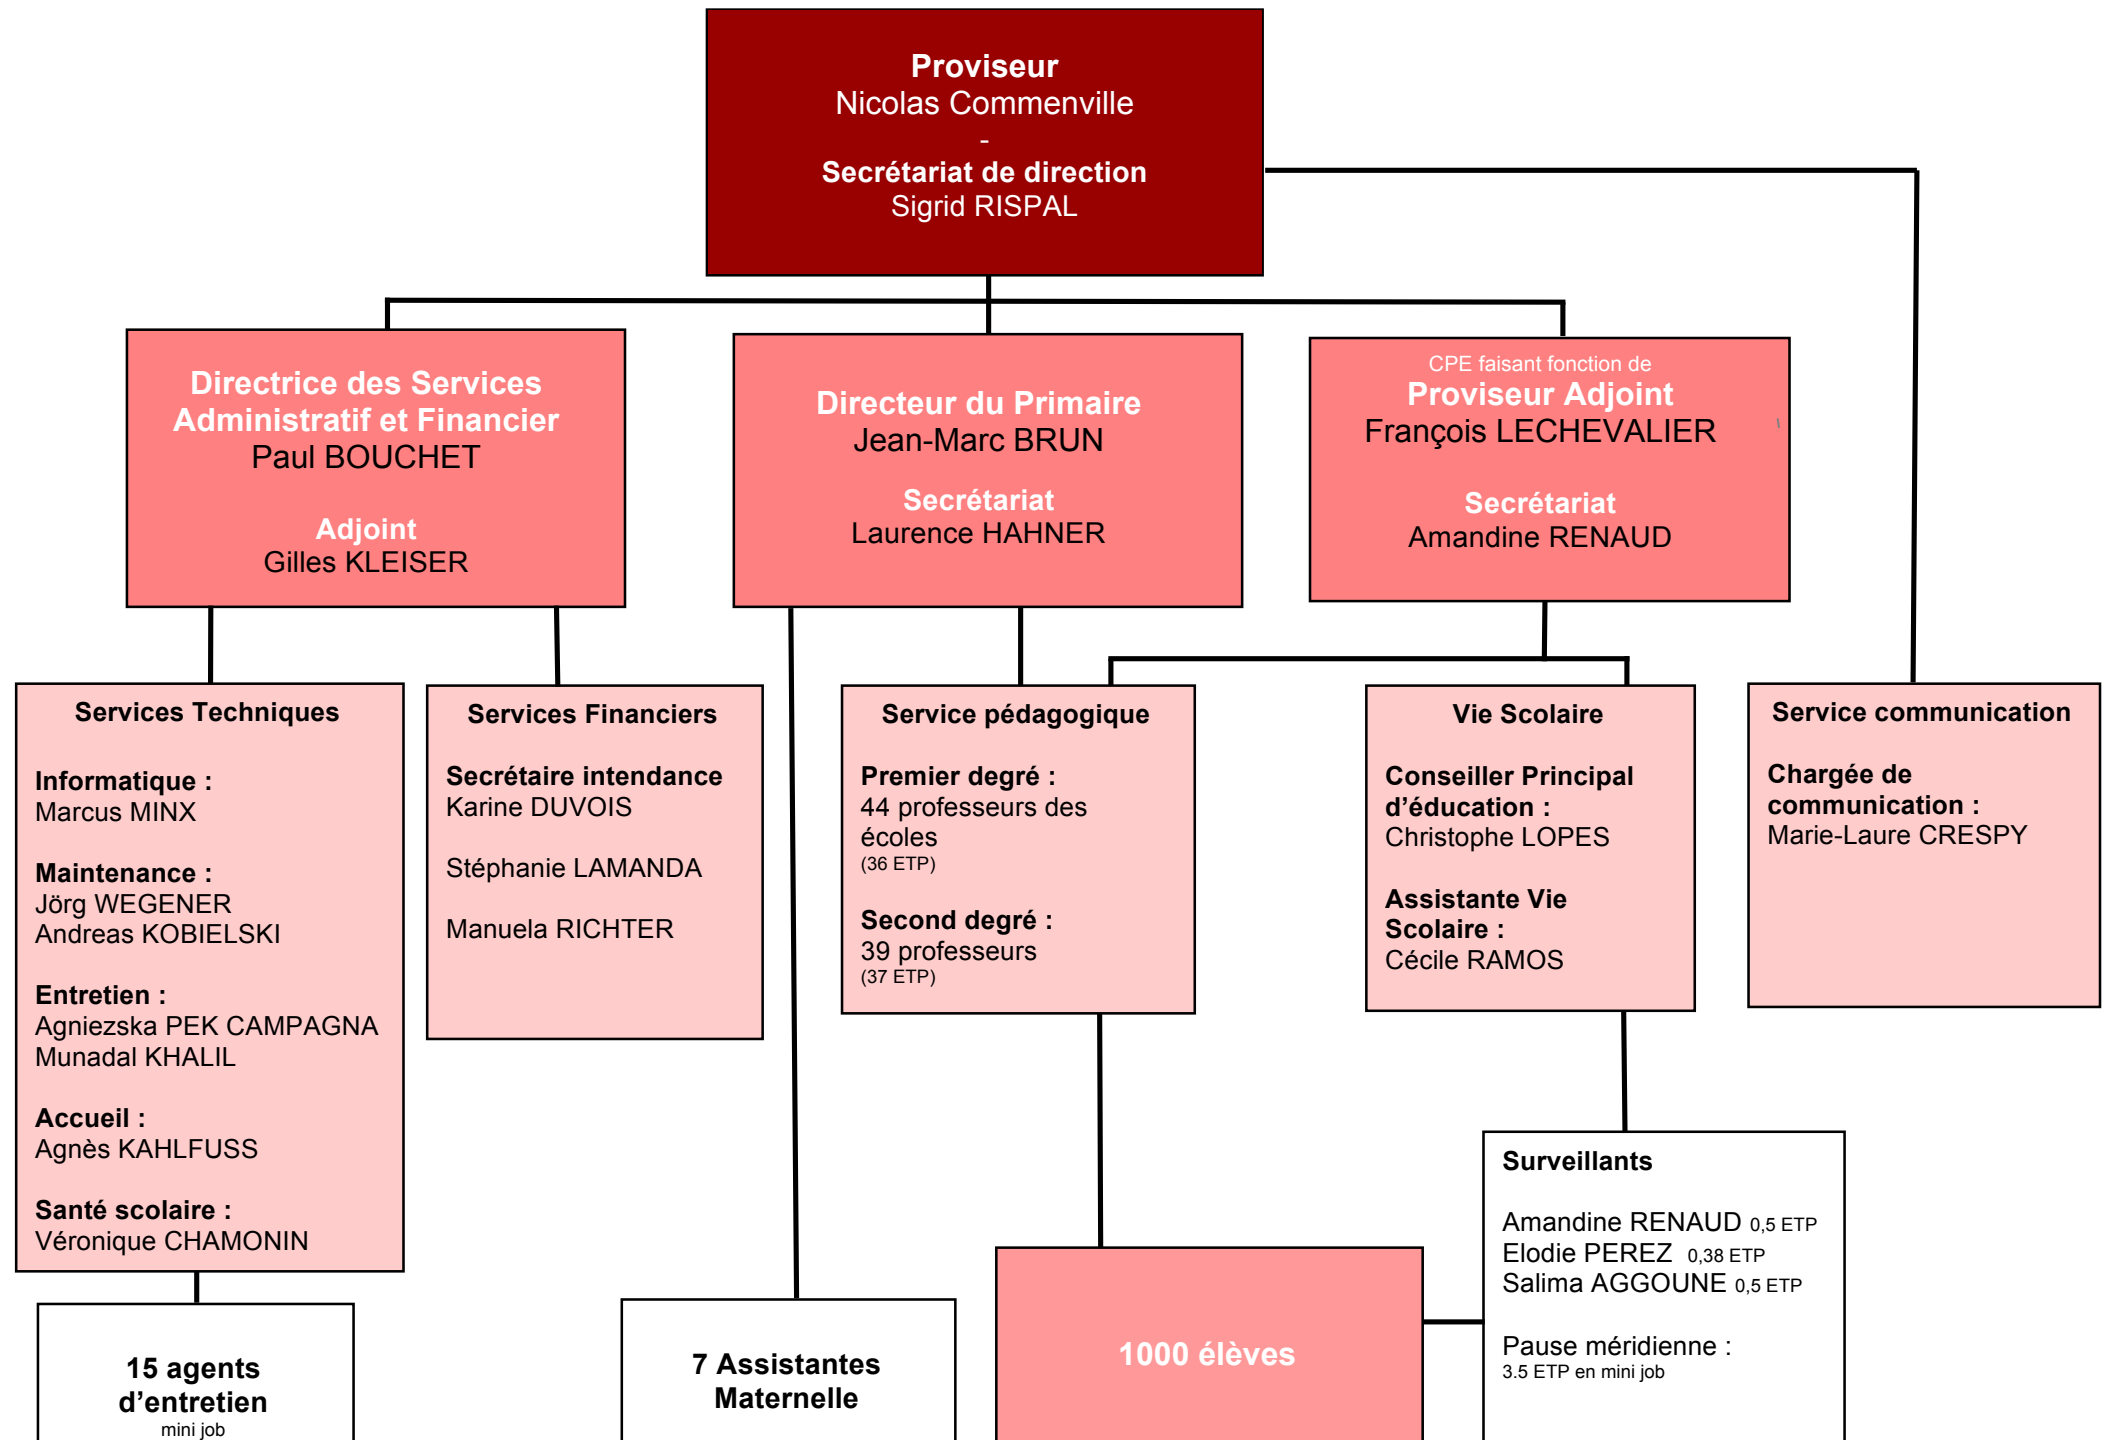 Proviseur
Nicolas Commenville
-
Secrétariat de direction
Sigrid RISPAL
Directrice des Services
Administratif et Financier
Paul BOUCHET
Adjoint
Gilles KLEISER
Directeur du Primaire
Jean-Marc BRUN
Secrétariat
Laurence HAHNER
CPE faisant fonction de
Proviseur Adjoint
François LECHEVALIER
\
Secrétariat
Amandine RENAUD
Services Techniques
Informatique :
Marcus MINX
Maintenance :
Jörg WEGENER
Andreas KOBIELSKI
Entretien :
Agniezska PEK CAMPAGNA
Munadal KHALIL
Accueil :
Agnès KAHLFUSS
Santé scolaire :
Véronique CHAMONIN
Services Financiers
Secrétaire intendance
Karine DUVOIS
Stéphanie LAMANDA
Manuela RICHTER
Service pédagogique
Premier degré :
44 professeurs des
écoles
(36 ETP)
Second degré :
39 professeurs
(37 ETP)
Vie Scolaire
Conseiller Principal
d’éducation :
Christophe LOPES
Assistante Vie
Scolaire :
Cécile RAMOS
Service communication
Chargée de
communication :
Marie-Laure CRESPY
15 agents
d’entretien
mini job
7 Assistantes
Maternelle
1000 élèves
Surveillants
Amandine RENAUD 0,5 ETP
Elodie PEREZ 0,38 ETP
Salima AGGOUNE 0,5 ETP
Pause méridienne :
3.5 ETP en mini job